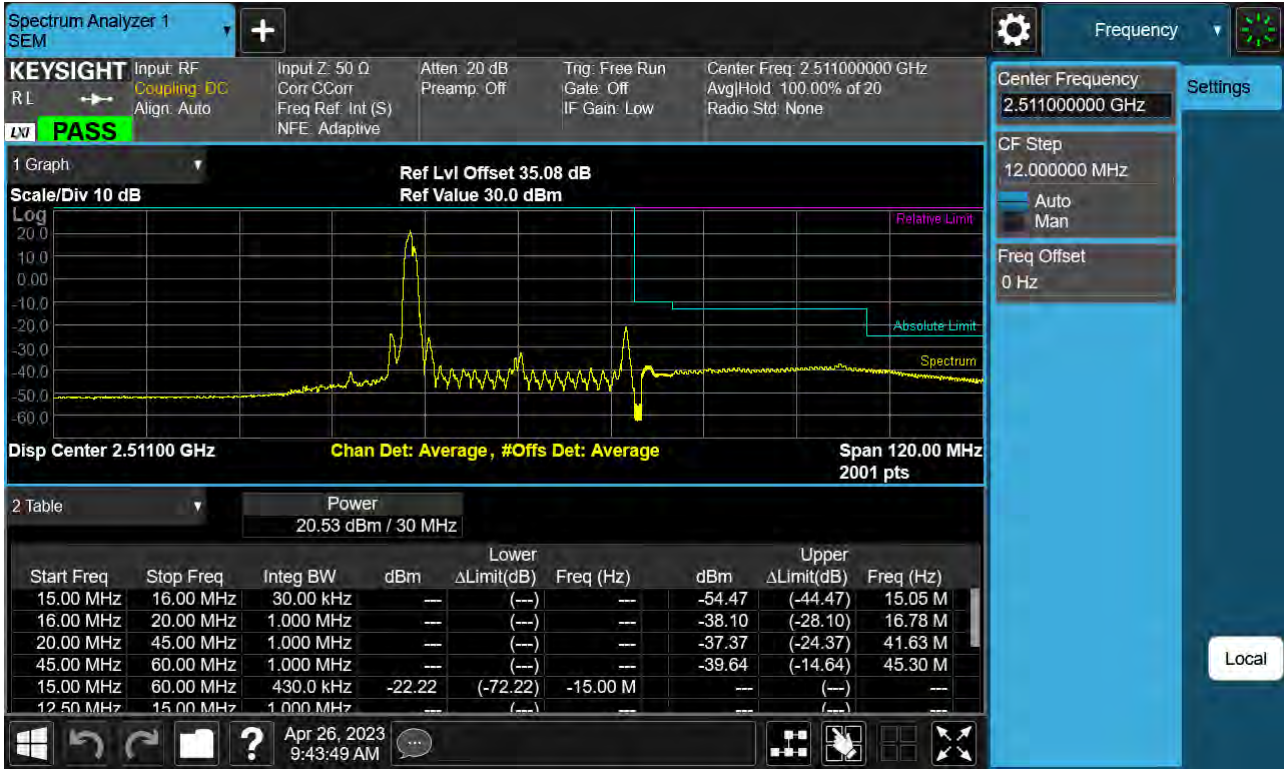 Spectrum Analyzer 1
SEM
Frequency
KEYSIGHT
R L
LXI
PASS
Input: RF
Coupling: DC
Align: Auto
Input Z: 50 Ω
Corr CCorr
Freq Ref: Int (S)
NFE: Adaptive
Atten: 20 dB
Preamp: Off
Trig: Free Run
Gate: Off
IF Gain: Low
Center Freq: 2.511000000 GHz
Avg|Hold: 100.00% of 20
Radio Std: None
Center Frequency
2.511000000 GHz
Settings
CF Step
12.000000 MHz
Auto
Man
Freq Offset
0 Hz
Local
1 Graph
Scale/Div 10 dB
Ref Lvl Offset 35.08 dB
Ref Value 30.0 dBm
Log
20.0
10.0
0.00
-10.0
-20.0
-30.0
-40.0
-50.0
-60.0
Relative Limit
Absolute Limit
Spectrum
Disp Center 2.51100 GHz
Chan Det: Average, #Offs Det: Average
Span 120.00 MHz
2001 pts
2 Table
Power
20.53 dBm / 30 MHz
Lower Upper
Start Freq Stop Freq Integ BW dBm ΔLimit(dB) Freq (Hz) dBm ΔLimit(dB) Freq (Hz)
15.00 MHz 16.00 MHz 30.00 kHz --- (---) --- -54.47 (-44.47) 15.05 M
16.00 MHz 20.00 MHz 1.000 MHz --- (---) --- -38.10 (-28.10) 16.78 M
20.00 MHz 45.00 MHz 1.000 MHz --- (---) --- -37.37 (-24.37) 41.63 M
45.00 MHz 60.00 MHz 1.000 MHz --- (---) --- -39.64 (-14.64) 45.30 M
15.00 MHz 60.00 MHz 430.0 kHz -22.22 (-72.22) -15.00 M --- (---) ---
12.50 MHz 15.00 MHz 1.000 MHz --- (---) --- --- (---) ---
Apr 26, 2023
9:43:49 AM